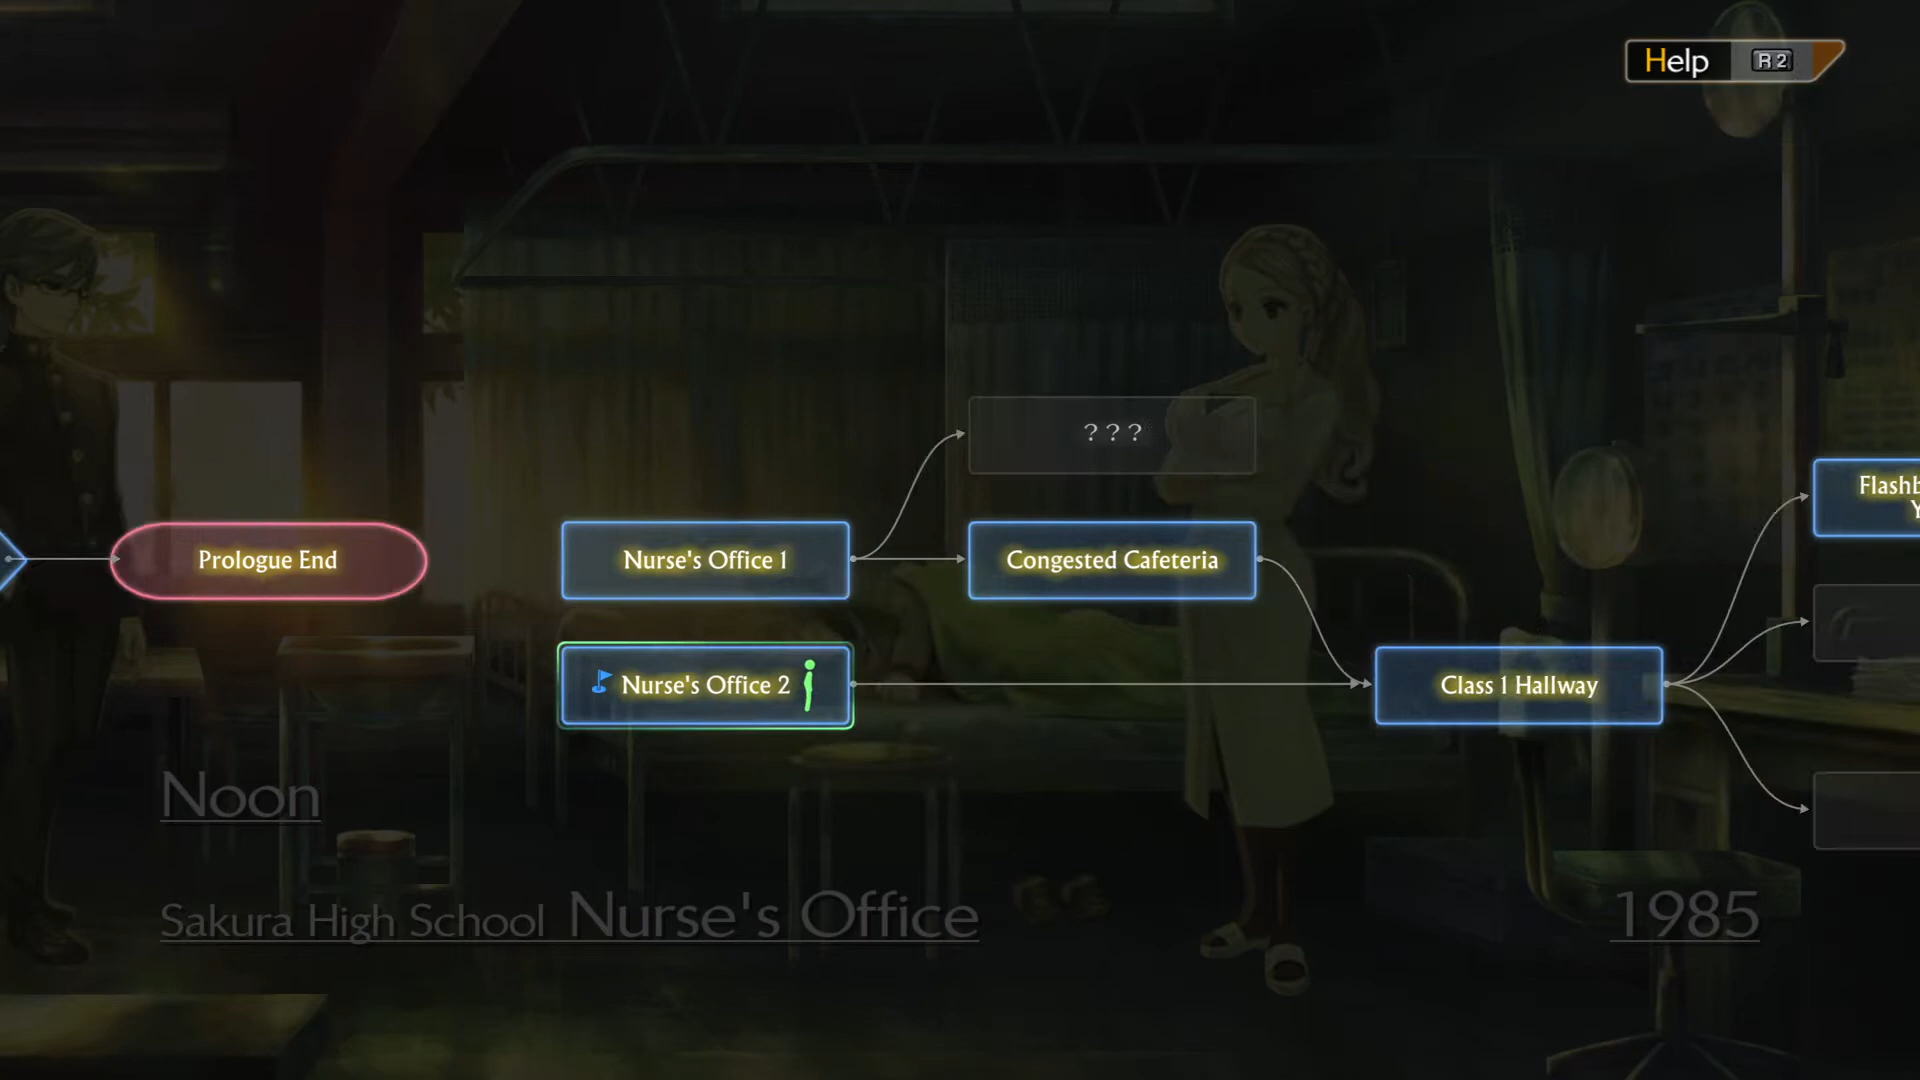 Help R2
Flashb
Y
? ? ?
Prologue End
Nurse's Office 1
Congested Cafeteria
Nurse's Office 2
Class 1 Hallway
Noon
Sakura High School Nurse's Office
1985